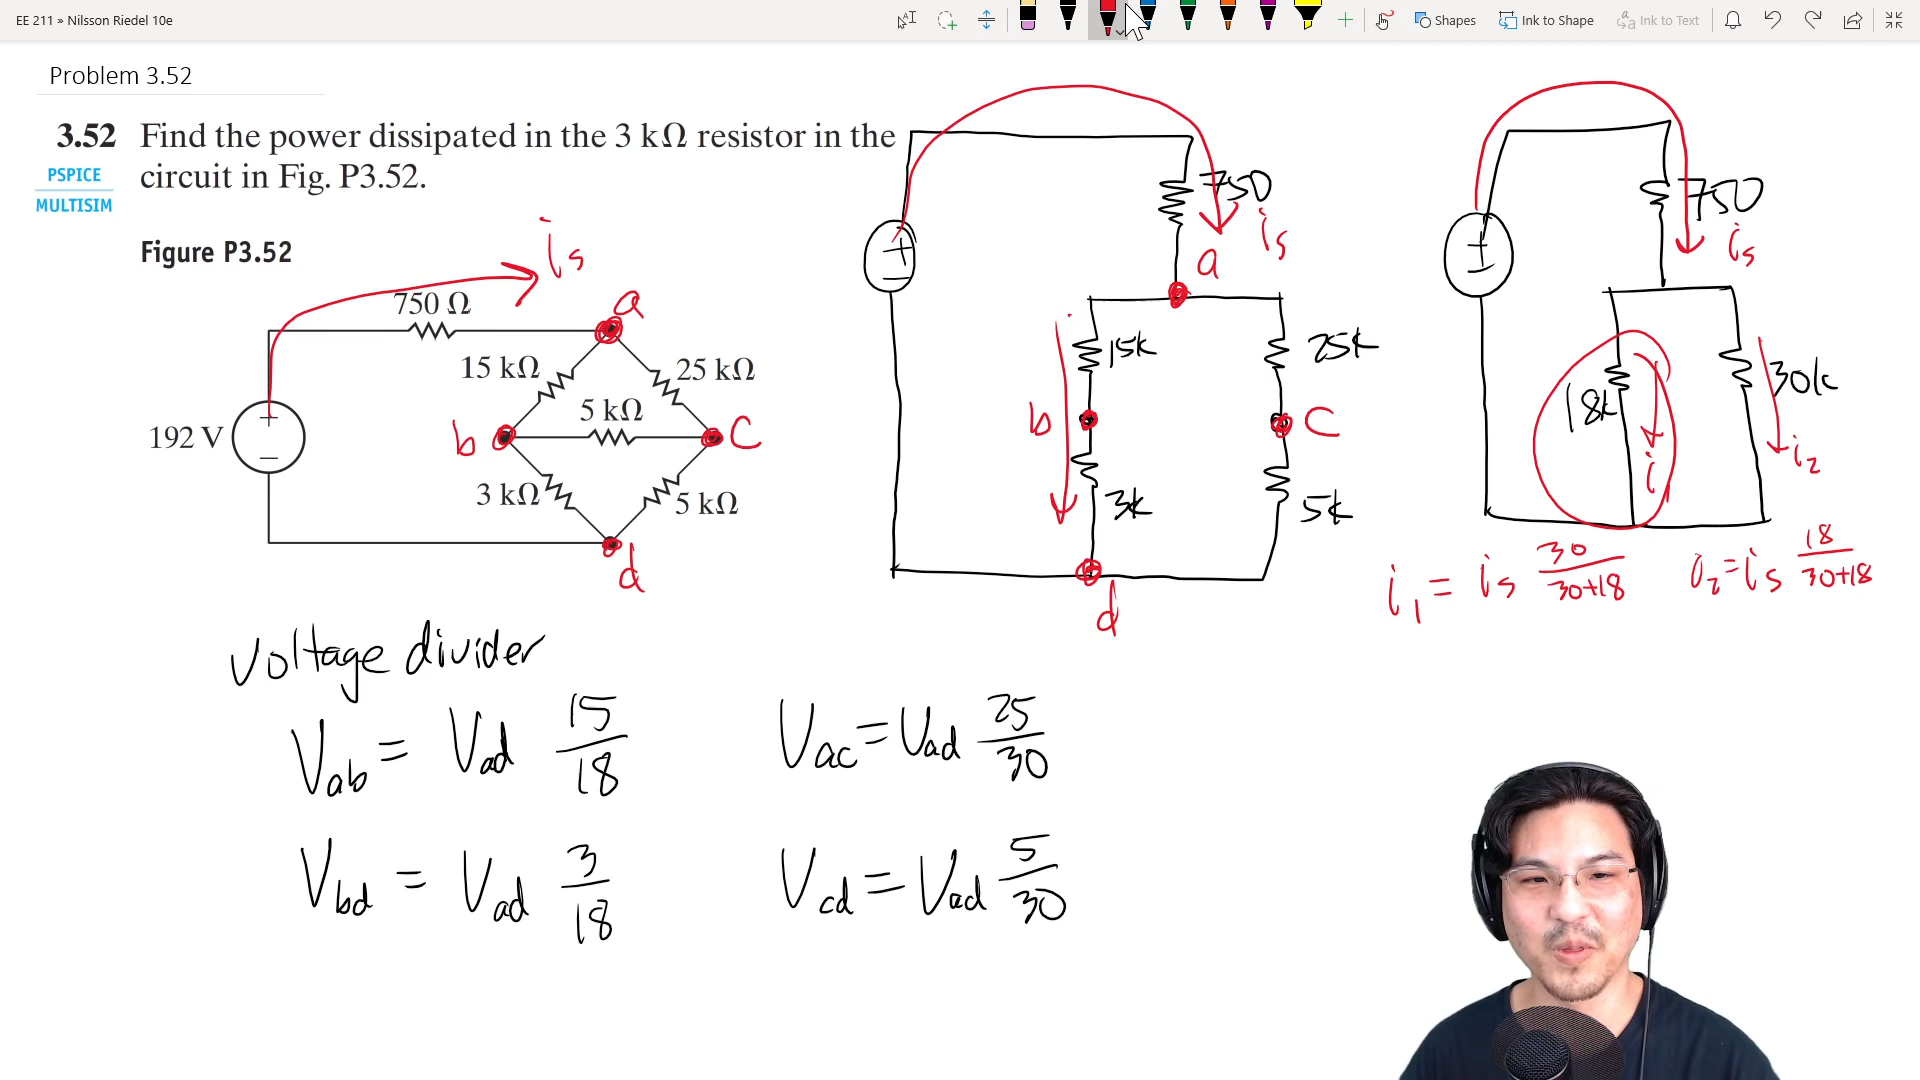 EE 211 » Nilsson Riedel 10e
Shapes
Ink to Shape
Ink to Text
Problem 3.52
3.52 Find the power dissipated in the 3 kΩ resistor in the
PSPICE circuit in Fig. P3.52.
MULTISIM
Figure P3.52
is
750 Ω
a
15 kΩ
25 kΩ
5 kΩ
192 V
+
−
b
c
3 kΩ
5 kΩ
d
+
−
750
is
a
15k
25k
b
c
3k
5k
d
+
−
750
is
18k
30k
i1
i2
i1 = is 30/(30+18)
i2 = is 18/(30+18)
voltage divider
Vab = Vad 15/18
Vac = Vad 25/30
Vbd = Vad 3/18
Vcd = Vad 5/30